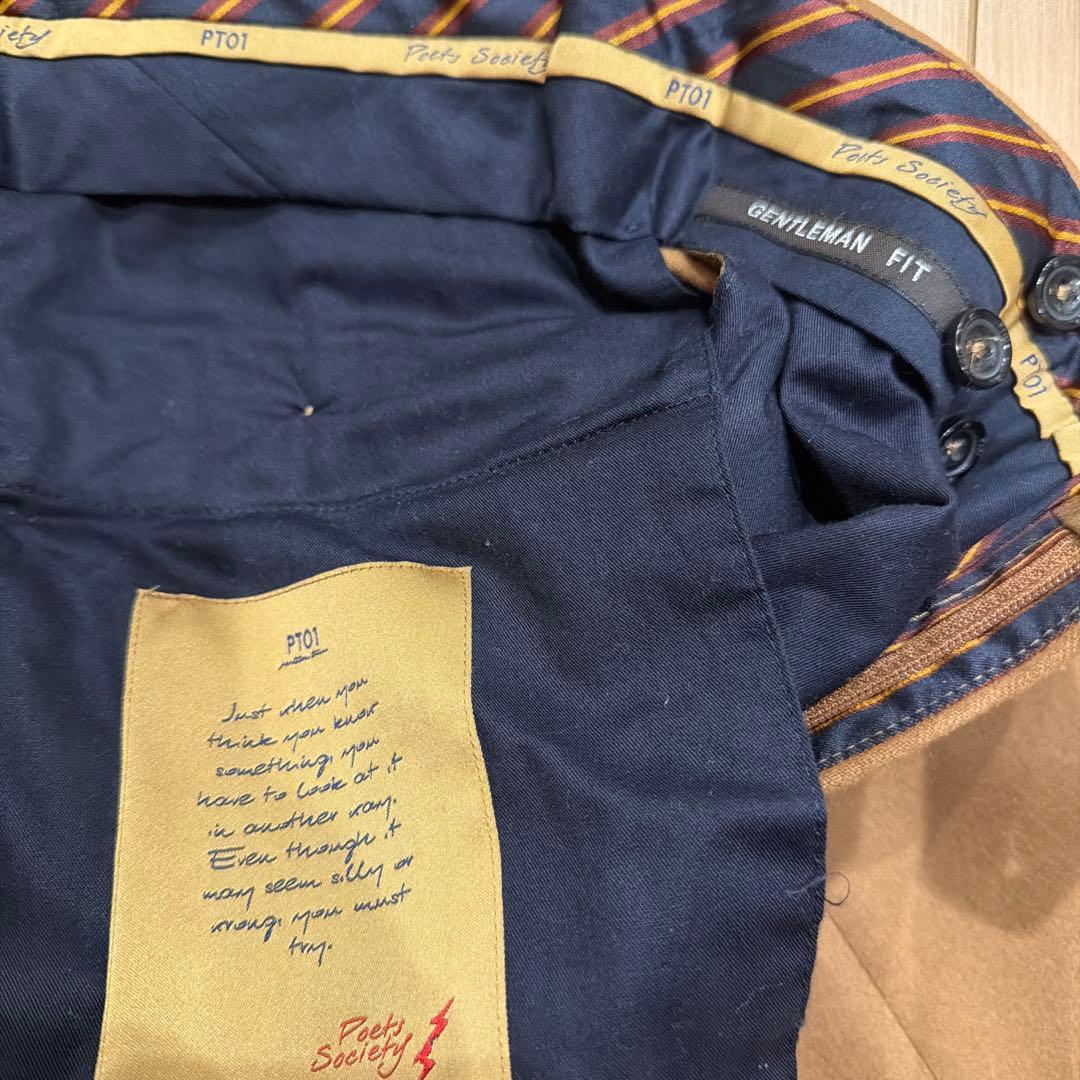 iety
PT01
Poets Society
PT01
Poets Society
GENTLEMAN FIT
PT01
PT01
Just when you
think you know
something, you
have to look at it
in another way.
Even though it
may seem silly or
wrong, you must
try.
Poets
Society